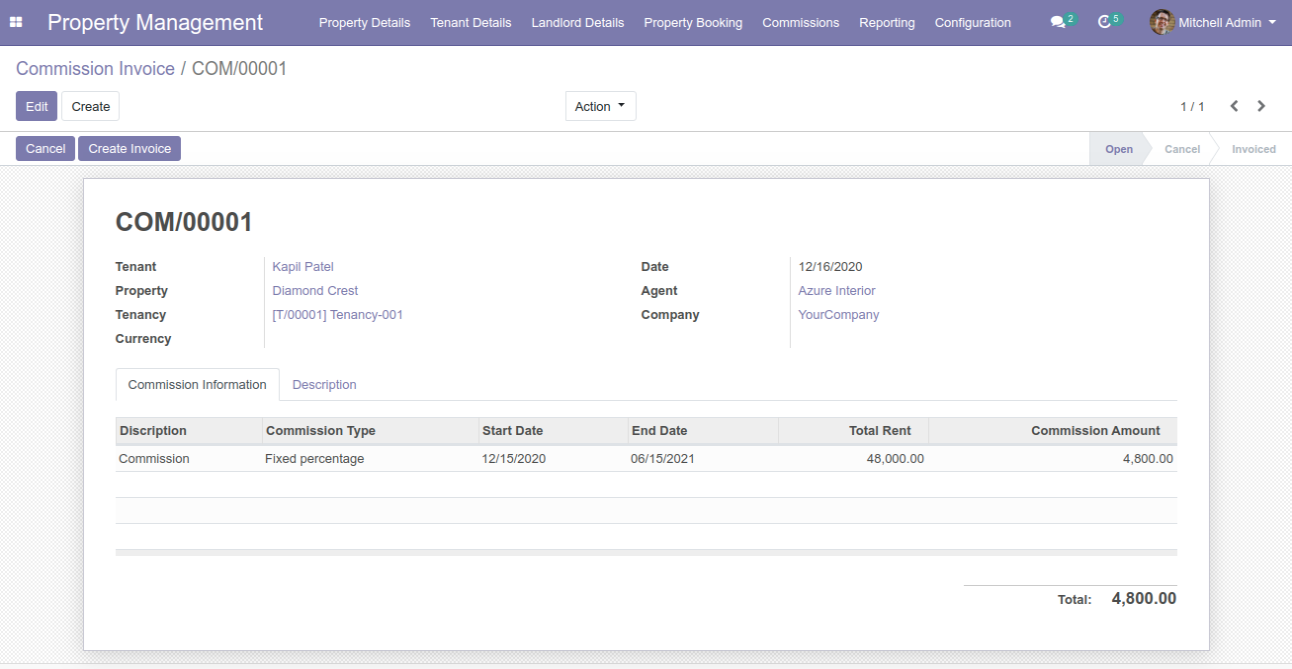 Property Management Property Details Tenant Details Landlord Details Property Booking Commissions Reporting Configuration 2 5 Mitchell Admin
Commission Invoice / COM/00001
Edit Create Action 1 / 1
Cancel Create Invoice Open Cancel Invoiced
COM/00001
Tenant Kapil Patel Date 12/16/2020
Property Diamond Crest Agent Azure Interior
Tenancy [T/00001] Tenancy-001 Company YourCompany
Currency
Commission Information Description
Discription Commission Type Start Date End Date Total Rent Commission Amount
Commission Fixed percentage 12/15/2020 06/15/2021 48,000.00 4,800.00
Total: 4,800.00